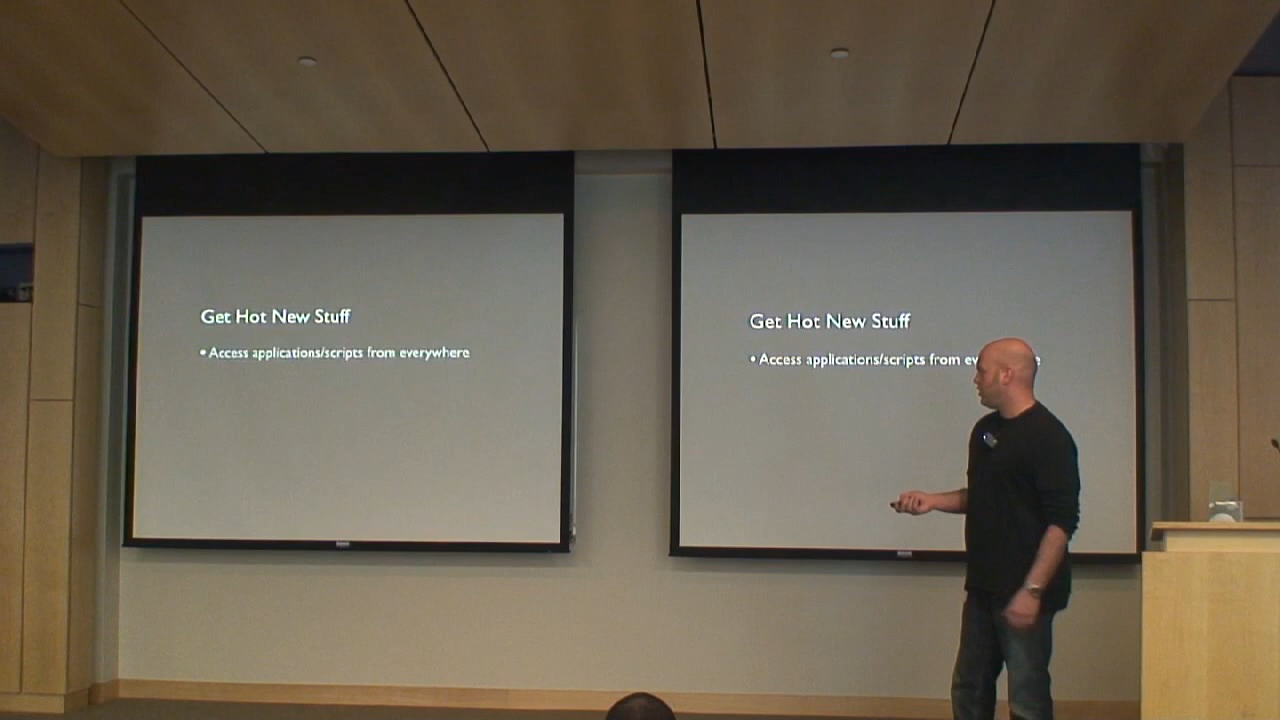 Get Hot New Stuff
• Access applications/scripts from everywhere
Get Hot New Stuff
• Access applications/scripts from ev e